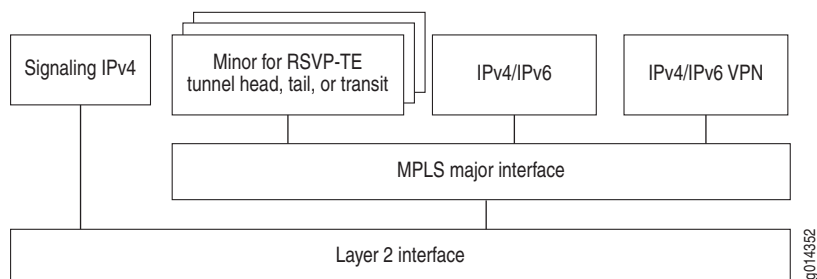 Signaling IPv4
Minor for RSVP-TE
tunnel head, tail, or transit
IPv4/IPv6
IPv4/IPv6 VPN
MPLS major interface
Layer 2 interface
g014352